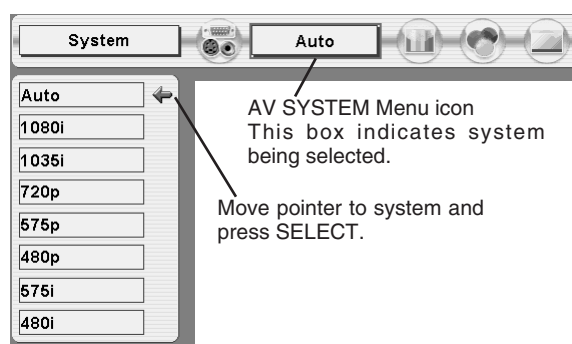 System
Auto
Auto
1080i
1035i
720p
575p
480p
575i
480i
AV SYSTEM Menu icon
This box indicates system
being selected.
Move pointer to system and
press SELECT.